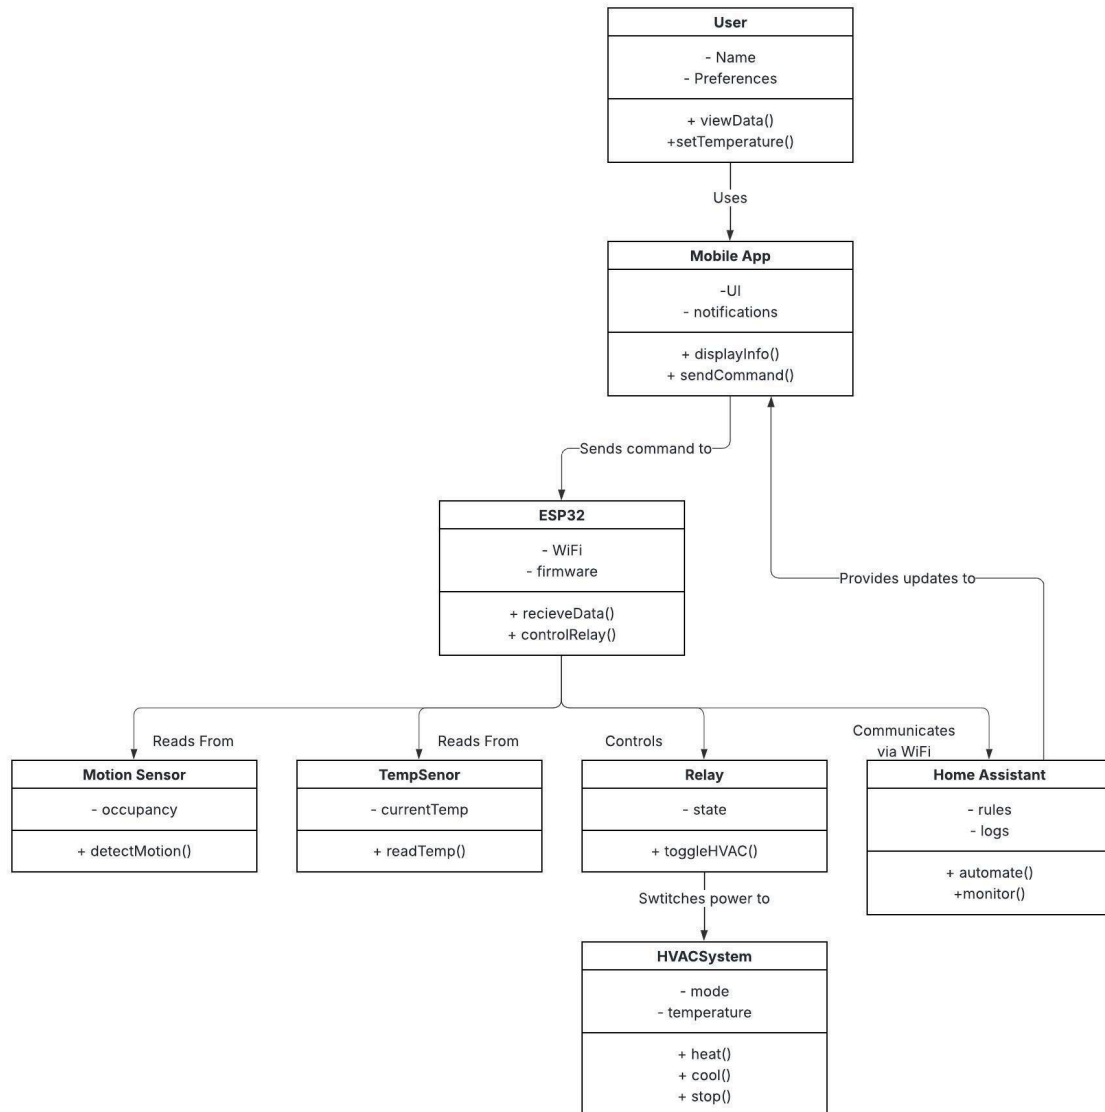 User
- Name
- Preferences
+ viewData()
+setTemperature()
Uses
Mobile App
-UI
- notifications
+ displayInfo()
+ sendCommand()
Sends command to
ESP32
- WiFi
- firmware
+ recieveData()
+ controlRelay()
Provides updates to
Reads From
Reads From
Controls
Communicates
via WiFi
Motion Sensor
- occupancy
+ detectMotion()
TempSenor
- currentTemp
+ readTemp()
Relay
- state
+ toggleHVAC()
Home Assistant
- rules
- logs
+ automate()
+monitor()
Swtitches power to
HVACSystem
- mode
- temperature
+ heat()
+ cool()
+ stop()